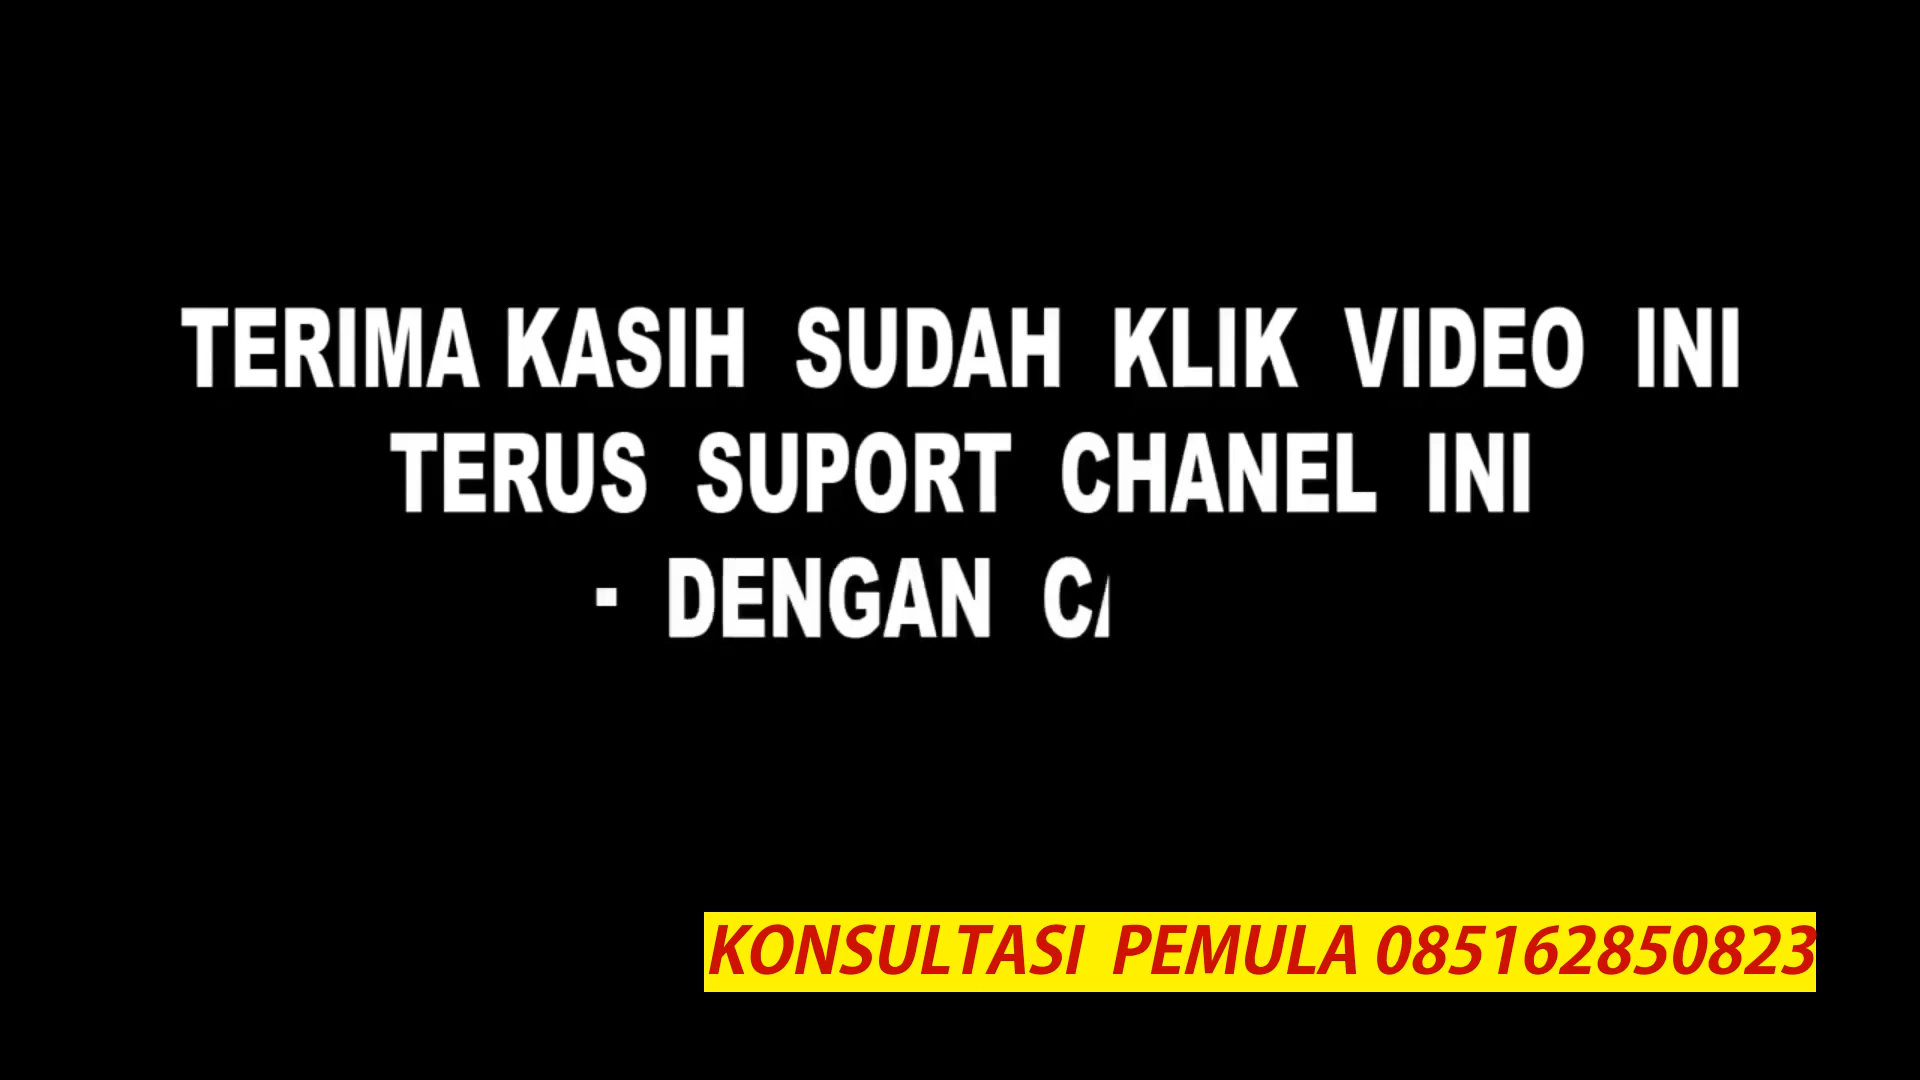 TERIMA KASIH SUDAH KLIK VIDEO INI
TERUS SUPORT CHANEL INI
- DENGAN
KONSULTASI PEMULA 085162850823